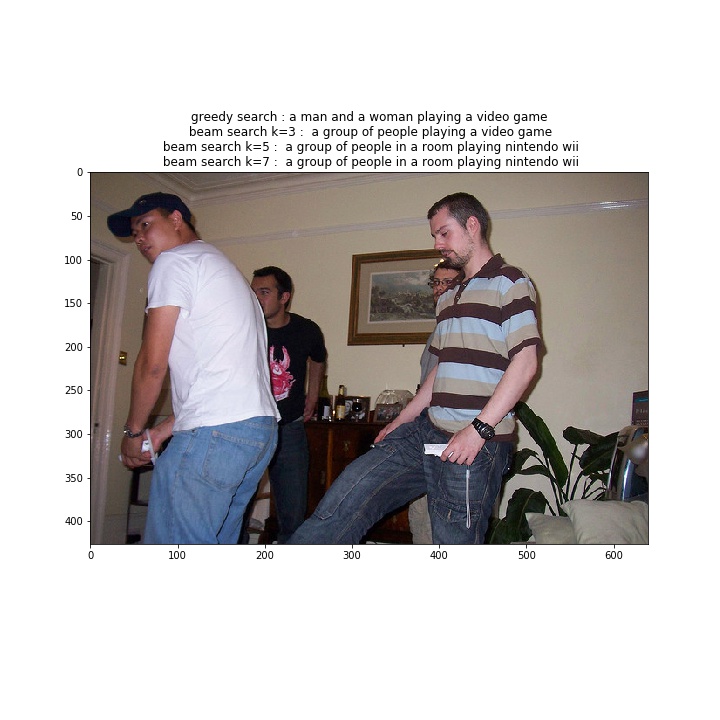 greedy search : a man and a woman playing a video game
beam search k=3 :  a group of people playing a video game
beam search k=5 :  a group of people in a room playing nintendo wii
beam search k=7 :  a group of people in a room playing nintendo wii
0
50
100
150
200
250
300
350
400
0 100 200 300 400 500 600